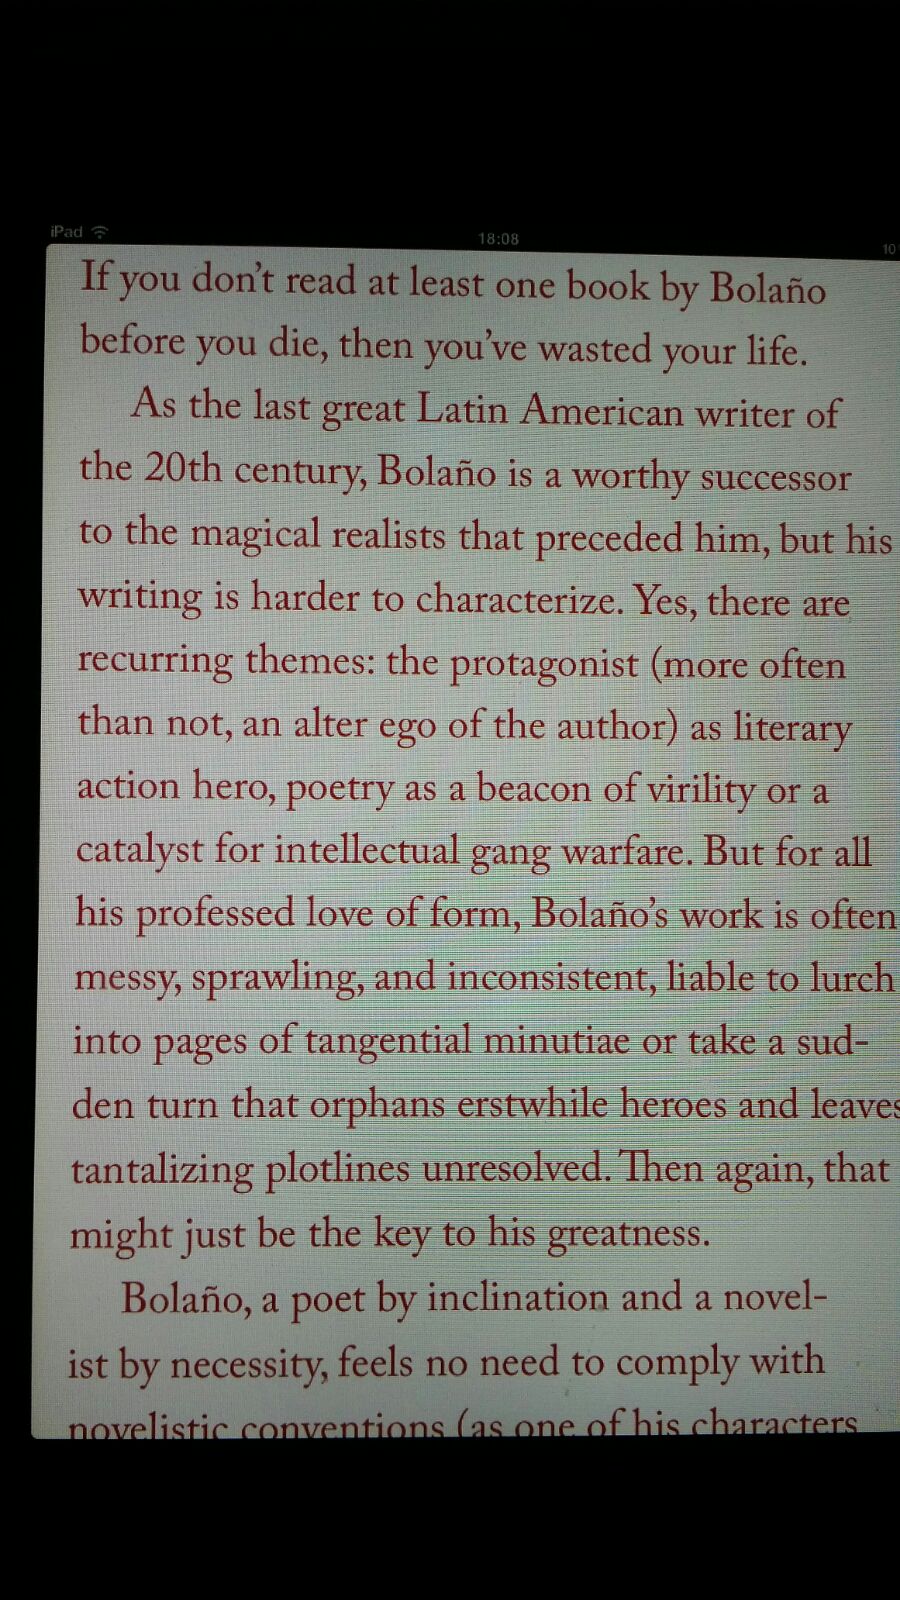 iPad
18:08
10
If you don't read at least one book by Bolaño
before you die, then you've wasted your life.
As the last great Latin American writer of
the 20th century, Bolaño is a worthy successor
to the magical realists that preceded him, but his
writing is harder to characterize. Yes, there are
recurring themes: the protagonist (more often
than not, an alter ego of the author) as literary
action hero, poetry as a beacon of virility or a
catalyst for intellectual gang warfare. But for all
his professed love of form, Bolaño's work is often
messy, sprawling, and inconsistent, liable to lurch
into pages of tangential minutiae or take a sud-
den turn that orphans erstwhile heroes and leaves
tantalizing plotlines unresolved. Then again, that
might just be the key to his greatness.
Bolaño, a poet by inclination and a novel-
ist by necessity, feels no need to comply with
novelistic conventions (as one of his characters